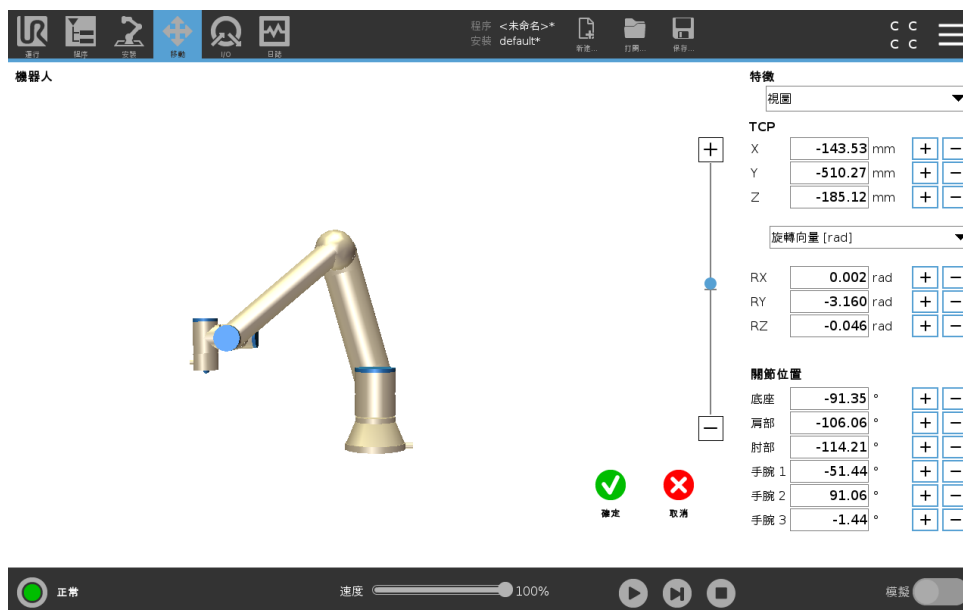 UR
運行
程序
安裝
移動
I/O
日誌
程序 <未命名>*
安裝 default*
新建...
打開...
保存...
C C
C C
機器人
特徵
視圖
TCP
X -143.53 mm + −
Y -510.27 mm + −
Z -185.12 mm + −
旋轉向量 [rad]
RX 0.002 rad + −
RY -3.160 rad + −
RZ -0.046 rad + −
關節位置
底座 -91.35 ° + −
肩部 -106.06 ° + −
肘部 -114.21 ° + −
手腕 1 -51.44 ° + −
手腕 2 91.06 ° + −
手腕 3 -1.44 ° + −
+
−
確定
取消
正常
速度 100%
模擬